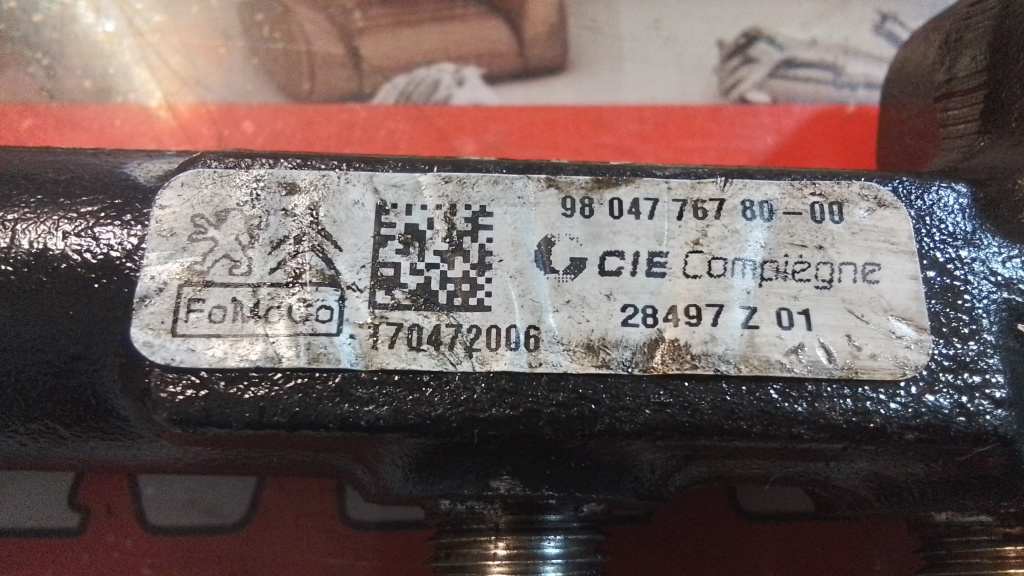 98 047 767 80-00
CIE Compiègne
FoMoCo
28497 Z 01
170472006